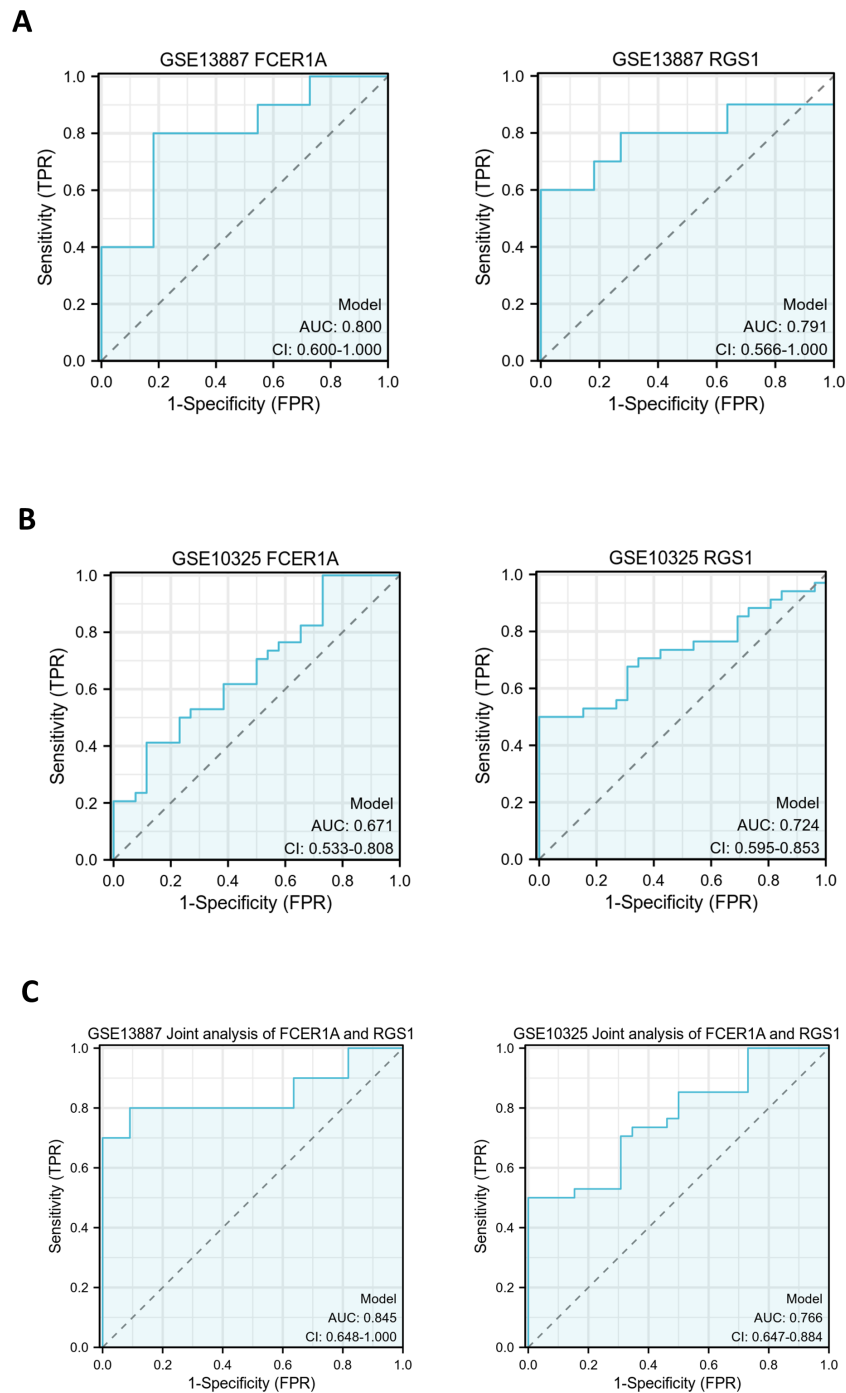 A
GSE13887 FCER1A
1.0
0.8
0.6
0.4
0.2
0.0
Sensitivity (TPR)
Model
AUC: 0.800
CI: 0.600-1.000
0.0 0.2 0.4 0.6 0.8 1.0
1-Specificity (FPR)
GSE13887 RGS1
1.0
0.8
0.6
0.4
0.2
0.0
Sensitivity (TPR)
Model
AUC: 0.791
CI: 0.566-1.000
0.0 0.2 0.4 0.6 0.8 1.0
1-Specificity (FPR)
B
GSE10325 FCER1A
1.0
0.8
0.6
0.4
0.2
0.0
Sensitivity (TPR)
Model
AUC: 0.671
CI: 0.533-0.808
0.0 0.2 0.4 0.6 0.8 1.0
1-Specificity (FPR)
GSE10325 RGS1
1.0
0.8
0.6
0.4
0.2
0.0
Sensitivity (TPR)
Model
AUC: 0.724
CI: 0.595-0.853
0.0 0.2 0.4 0.6 0.8 1.0
1-Specificity (FPR)
C
GSE13887 Joint analysis of FCER1A and RGS1
1.0
0.8
0.6
0.4
0.2
0.0
Sensitivity (TPR)
Model
AUC: 0.845
CI: 0.648-1.000
0.0 0.2 0.4 0.6 0.8 1.0
1-Specificity (FPR)
GSE10325 Joint analysis of FCER1A and RGS1
1.0
0.8
0.6
0.4
0.2
0.0
Sensitivity (TPR)
Model
AUC: 0.766
CI: 0.647-0.884
0.0 0.2 0.4 0.6 0.8 1.0
1-Specificity (FPR)